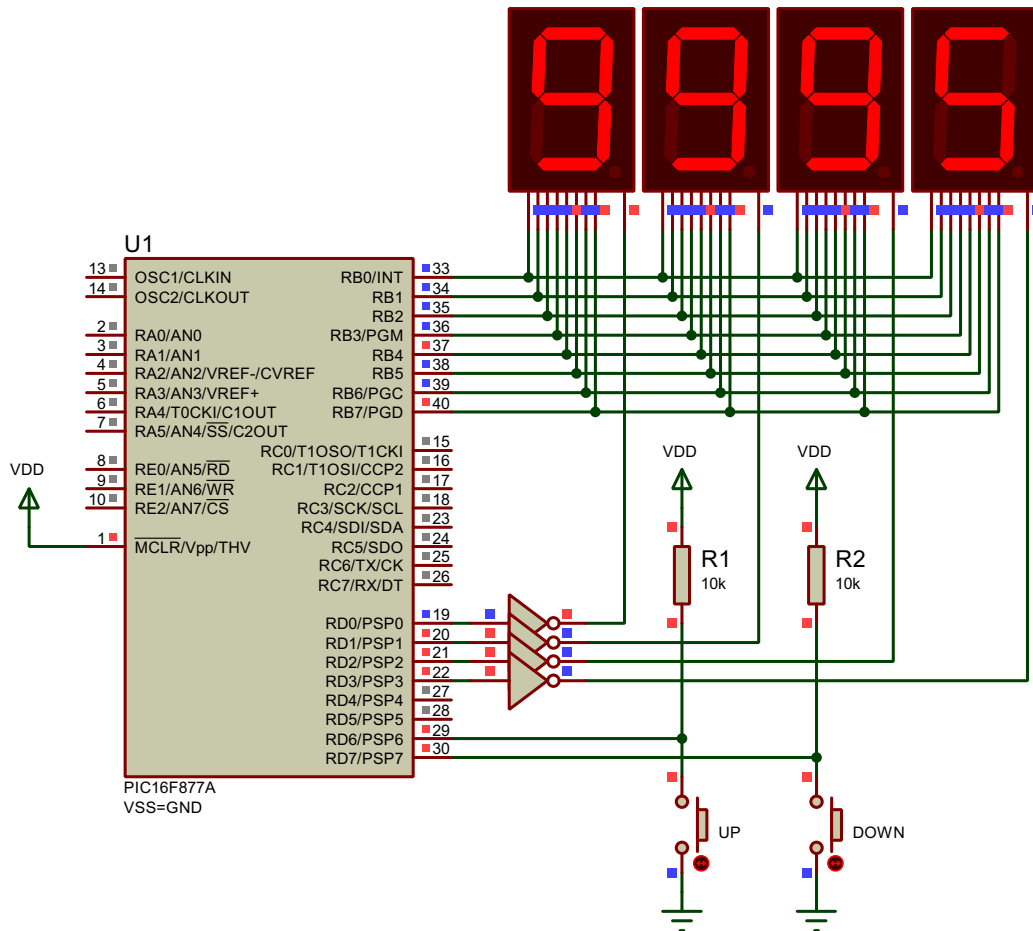 9995
U1
13 OSC1/CLKIN RB0/INT 33
14 OSC2/CLKOUT RB1 34
RB2 35
2 RA0/AN0 RB3/PGM 36
3 RA1/AN1 RB4 37
4 RA2/AN2/VREF-/CVREF RB5 38
5 RA3/AN3/VREF+ RB6/PGC 39
6 RA4/T0CKI/C1OUT RB7/PGD 40
7 RA5/AN4/SS/C2OUT
RC0/T1OSO/T1CKI 15
8 RE0/AN5/RD RC1/T1OSI/CCP2 16
9 RE1/AN6/WR RC2/CCP1 17
10 RE2/AN7/CS RC3/SCK/SCL 18
RC4/SDI/SDA 23
1 MCLR/Vpp/THV RC5/SDO 24
RC6/TX/CK 25
RC7/RX/DT 26
RD0/PSP0 19
RD1/PSP1 20
RD2/PSP2 21
RD3/PSP3 22
RD4/PSP4 27
RD5/PSP5 28
RD6/PSP6 29
RD7/PSP7 30
PIC16F877A
VSS=GND
VDD
VDD
VDD
R1
10k
R2
10k
UP
DOWN